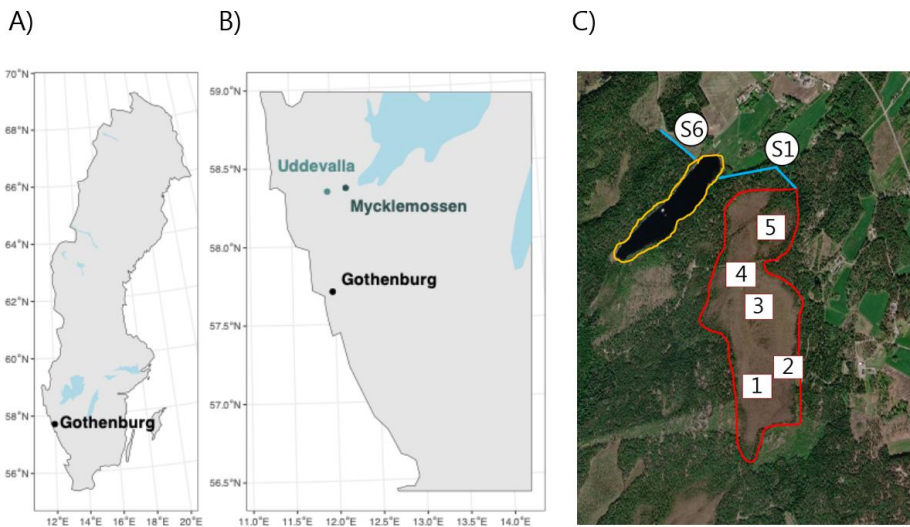 A)
B)
C)
70˚N
68˚N
66˚N
64˚N
62˚N
60˚N
58˚N
56˚N
Gothenburg
12˚E
14˚E
16˚E
18˚E
20˚E
59.0˚N
58.5˚N
58.0˚N
57.5˚N
57.0˚N
56.5˚N
Uddevalla
Mycklemossen
Gothenburg
11.0˚E
11.5˚E
12.0˚E
12.5˚E
13.0˚E
13.5˚E
14.0˚E
S6
S1
5
4
3
2
1